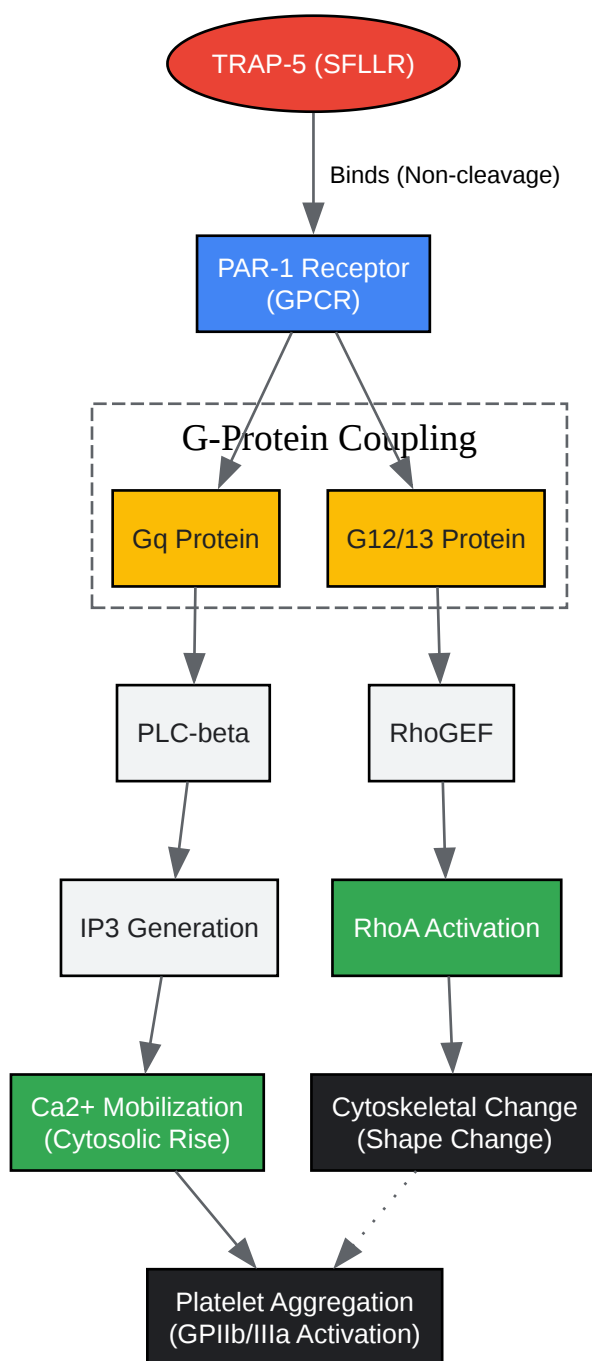 TRAP-5 (SFLLR)
Binds (Non-cleavage)
PAR-1 Receptor
(GPCR)
G-Protein Coupling
Gq Protein
G12/13 Protein
PLC-beta
RhoGEF
IP3 Generation
RhoA Activation
Ca2+ Mobilization
(Cytosolic Rise)
Cytoskeletal Change
(Shape Change)
Platelet Aggregation
(GPIIb/IIIa Activation)